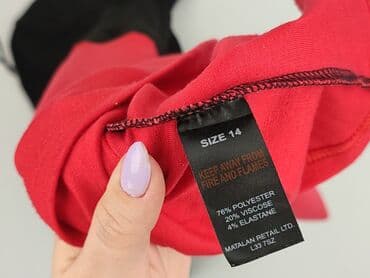 SIZE 14
KEEP AWAY FROM
FIRE AND FLAMES
76% POLYESTER
20% VISCOSE
4% ELASTANE
MATALAN RETAIL LTD.
L33 7SZ